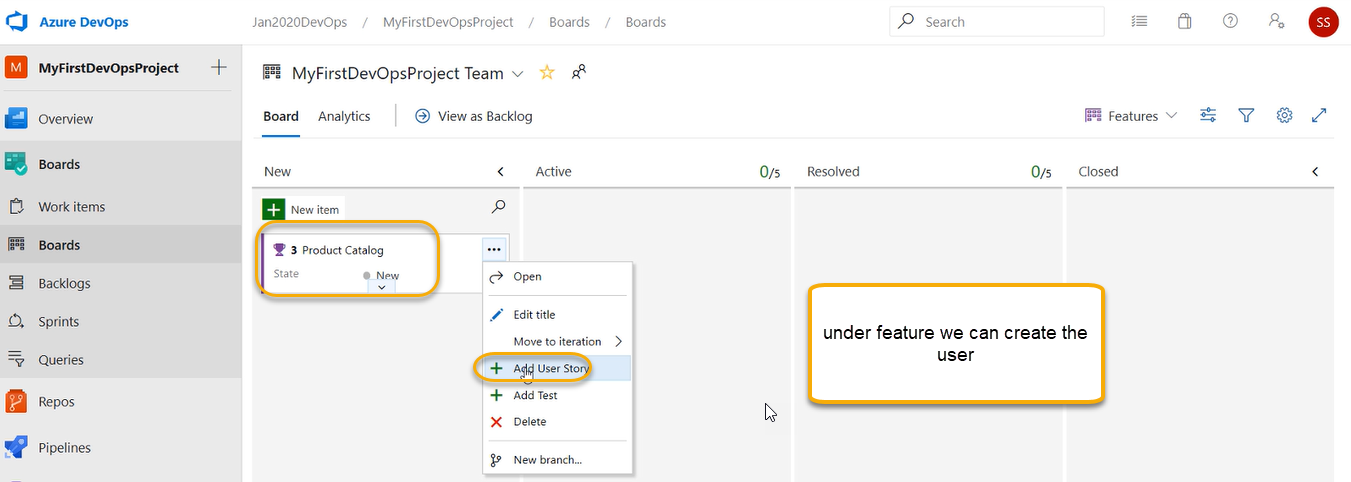 Azure DevOps
Jan2020DevOps / MyFirstDevOpsProject / Boards / Boards
Search
SS
M MyFirstDevOpsProject
MyFirstDevOpsProject Team
Overview
Board Analytics View as Backlog Features
Boards
New Active 0/5 Resolved 0/5 Closed
Work items
New item
Boards
3 Product Catalog
State New
Backlogs
Sprints
Queries
Repos
Pipelines
Open
Edit title
Move to iteration
Add User Story
Add Test
Delete
New branch...
under feature we can create the
user